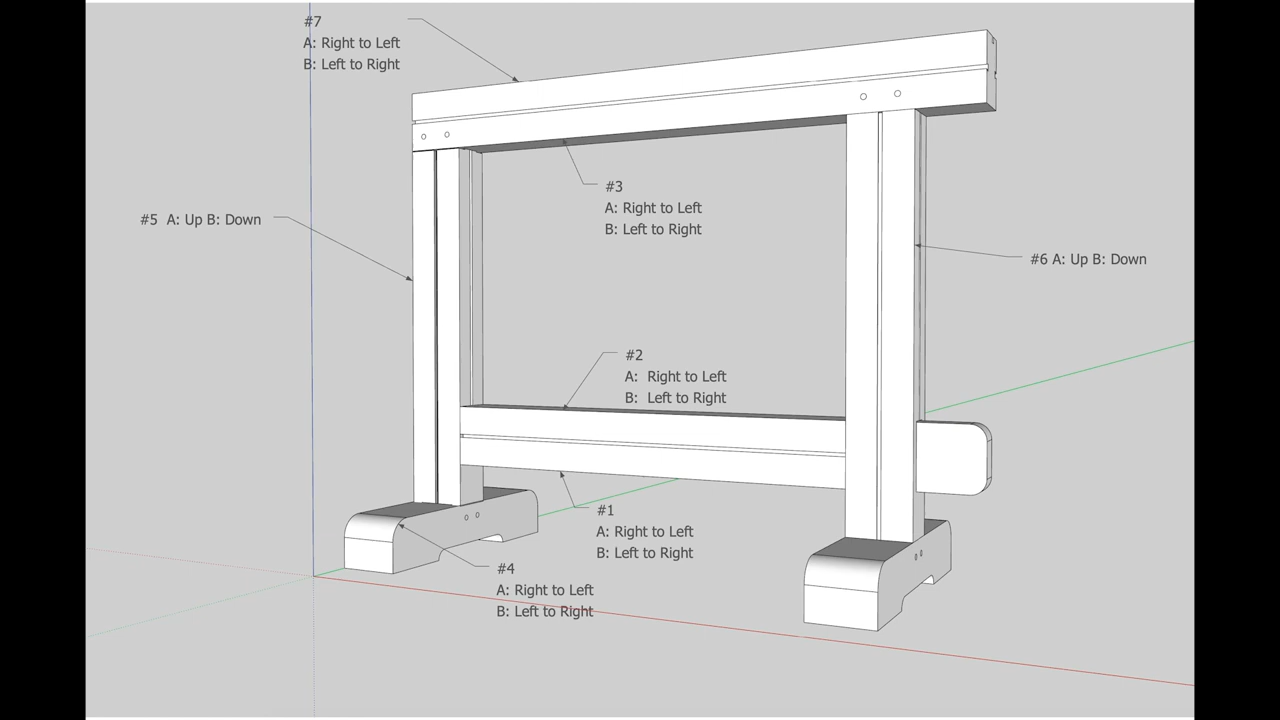 #7
A: Right to Left
B: Left to Right
#3
A: Right to Left
B: Left to Right
#5 A: Up B: Down
#6 A: Up B: Down
#2
A: Right to Left
B: Left to Right
#1
A: Right to Left
B: Left to Right
#4
A: Right to Left
B: Left to Right